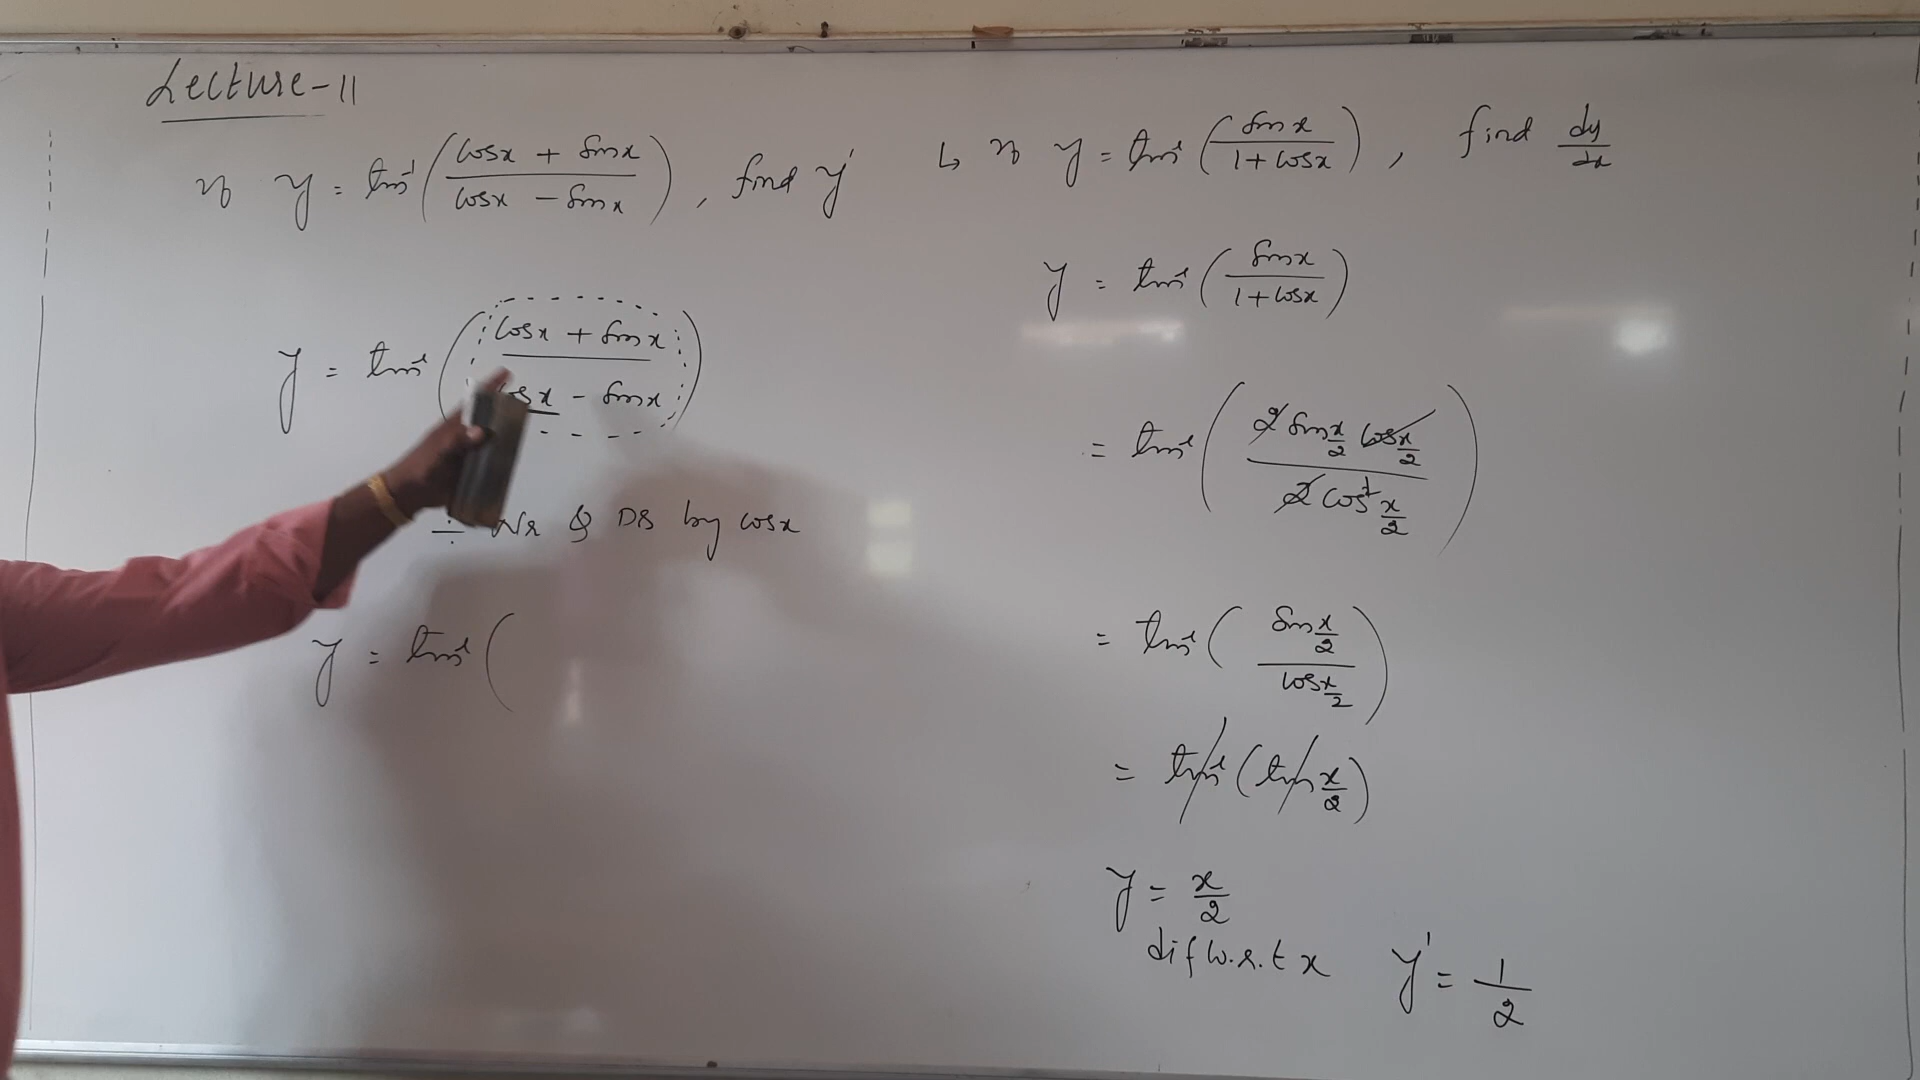 Lecture-11
If y = tan⁻¹((cosx + sinx)/(cosx - sinx)), find y'
y = tan⁻¹((cosx + sinx)/(cosx - sinx))
÷ Nr & Dr by cosx
y = tan⁻¹(
↳ If y = tan⁻¹(sinx/(1+cosx)), find dy/dx
y = tan⁻¹(sinx/(1+cosx))
= tan⁻¹((2 sin x/2 cos x/2)/(2 cos² x/2))
= tan⁻¹((sin x/2)/(cos x/2))
= tan⁻¹(tan x/2)
y = x/2
dif w.r.t x y' = 1/2